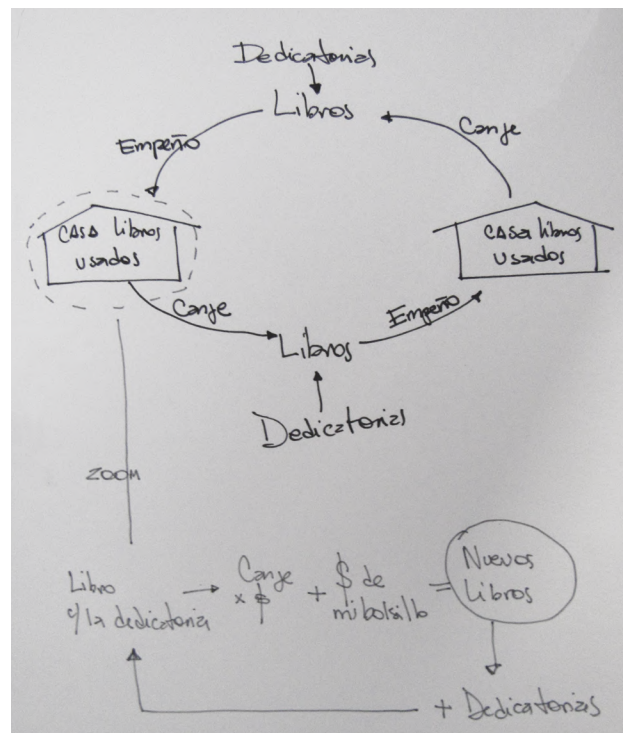 Dedicatorias
Libros
Canje
Empeño
CASA Libros
Usados
CASA libros
Usados
Canje
Empeño
Libros
Dedicatorias
ZOOM
Libro
c/la dedicatoria
Canje
x $
+
$ de
mi bolsillo
=
Nuevos
Libros
+ Dedicatorias